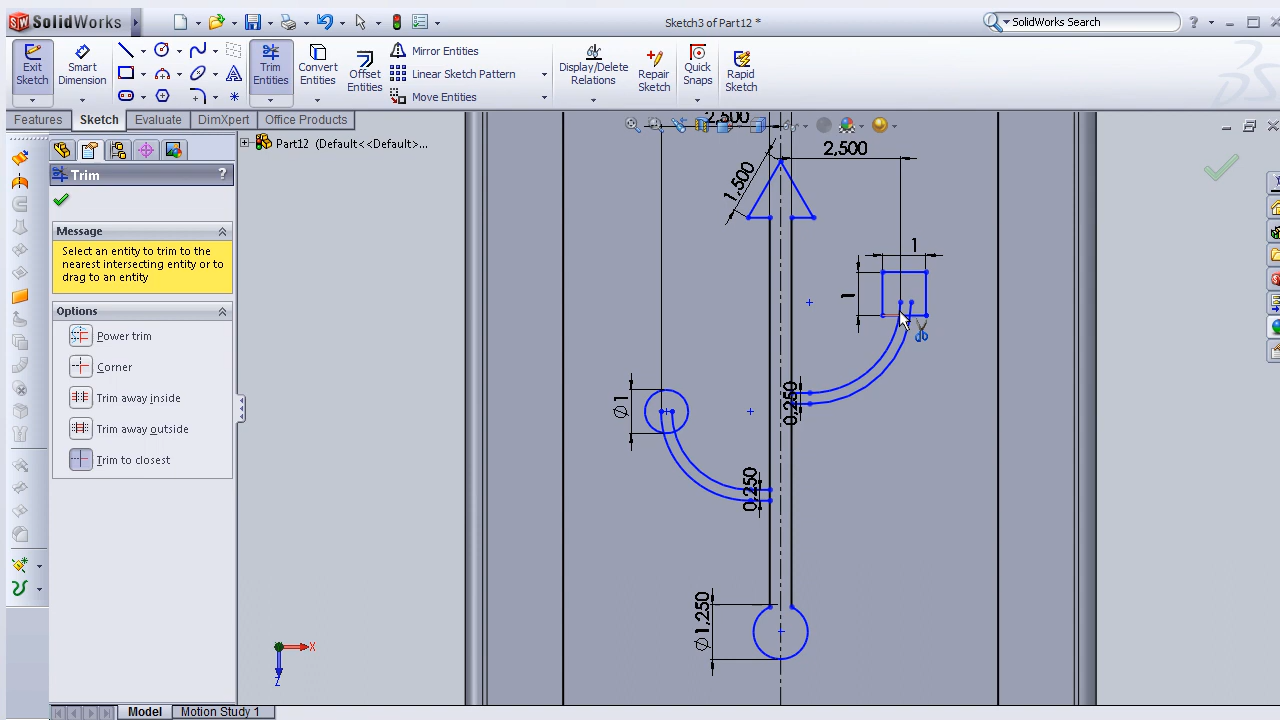 SW SolidWorks
Sketch3 of Part12 *
SolidWorks Search
?
Exit Sketch
Smart Dimension
Trim Entities
Convert Entities
Offset Entities
Mirror Entities
Linear Sketch Pattern
Move Entities
Display/Delete Relations
Repair Sketch
Quick Snaps
Rapid Sketch
Features
Sketch
Evaluate
DimXpert
Office Products
Part12 (Default<<Default>...
Trim
?
Message
Select an entity to trim to the
nearest intersecting entity or to
drag to an entity
Options
Power trim
Corner
Trim away inside
Trim away outside
Trim to closest
2,500
2,500
1,500
1
1
Ø 1
0,250
0,250
Ø 1,250
X
Z
Model
Motion Study 1